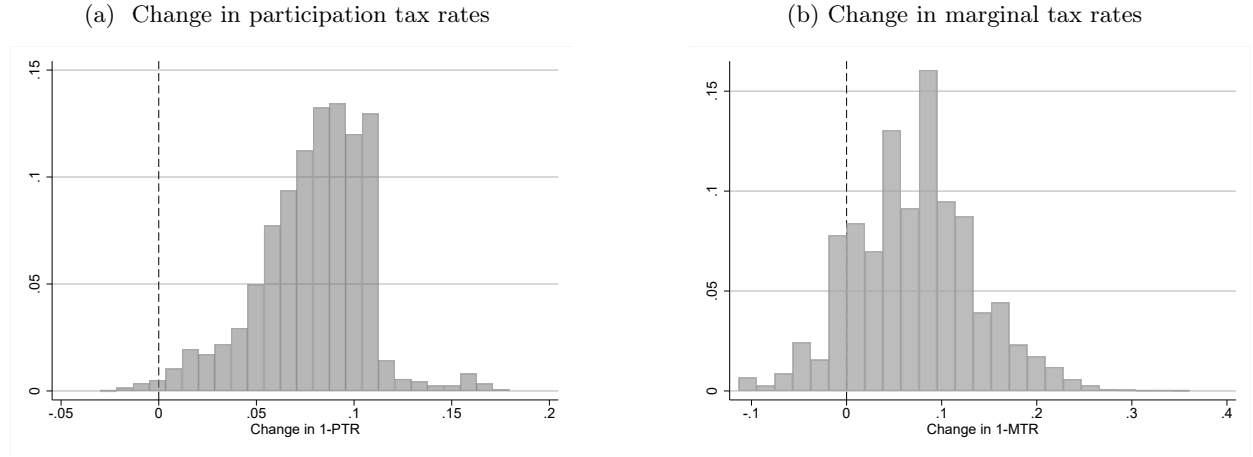 (a) Change in participation tax rates
.15
.1
.05
0
-.05 0 .05 .1 .15 .2
Change in 1-PTR
(b) Change in marginal tax rates
.15
.1
.05
0
-.1 0 .1 .2 .3 .4
Change in 1-MTR